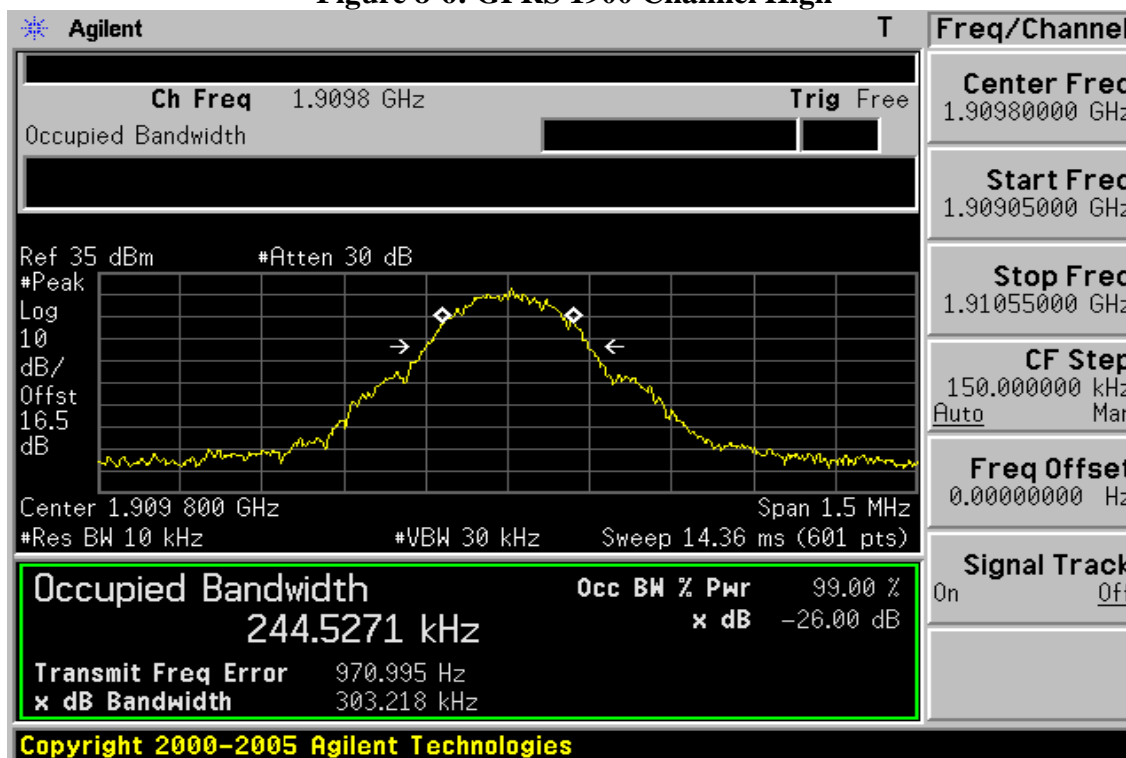 Figure 8-6: GPRS 1900 Channel High
Agilent T
Ch Freq 1.9098 GHz Trig Free
Occupied Bandwidth
Ref 35 dBm #Atten 30 dB
#Peak
Log
10
dB/
Offst
16.5
dB
Center 1.909 800 GHz Span 1.5 MHz
#Res BW 10 kHz #VBW 30 kHz Sweep 14.36 ms (601 pts)
Occupied Bandwidth Occ BW % Pwr 99.00 %
244.5271 kHz x dB -26.00 dB
Transmit Freq Error 970.995 Hz
x dB Bandwidth 303.218 kHz
Copyright 2000-2005 Agilent Technologies
Freq/Channel
Center Freq
1.90980000 GHz
Start Freq
1.90905000 GHz
Stop Freq
1.91055000 GHz
CF Step
150.000000 kHz
Auto Man
Freq Offset
0.00000000 Hz
Signal Track
On Off